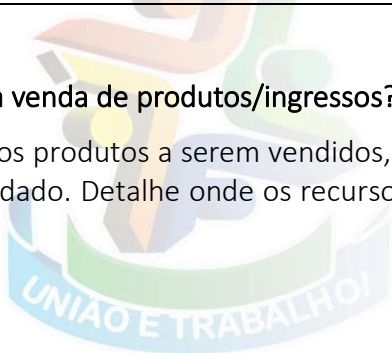 venda de produtos/ingressos?
os produtos a serem vendidos,
dado. Detalhe onde os recurso
UNIÃO E TRABALHO!